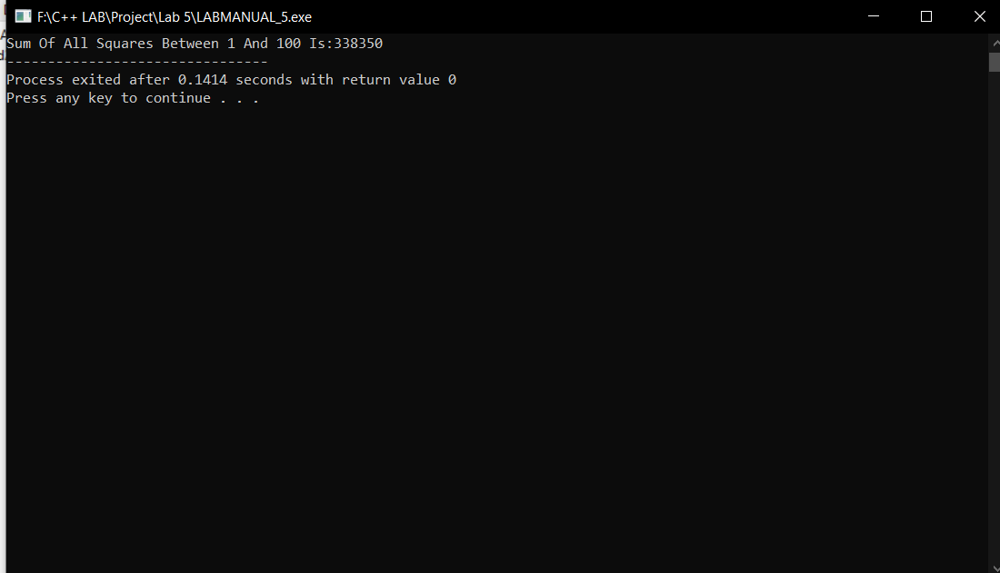 F:\C++ LAB\Project\Lab 5\LABMANUAL_5.exe
Sum Of All Squares Between 1 And 100 Is:338350
--------------------------------
Process exited after 0.1414 seconds with return value 0
Press any key to continue . . .